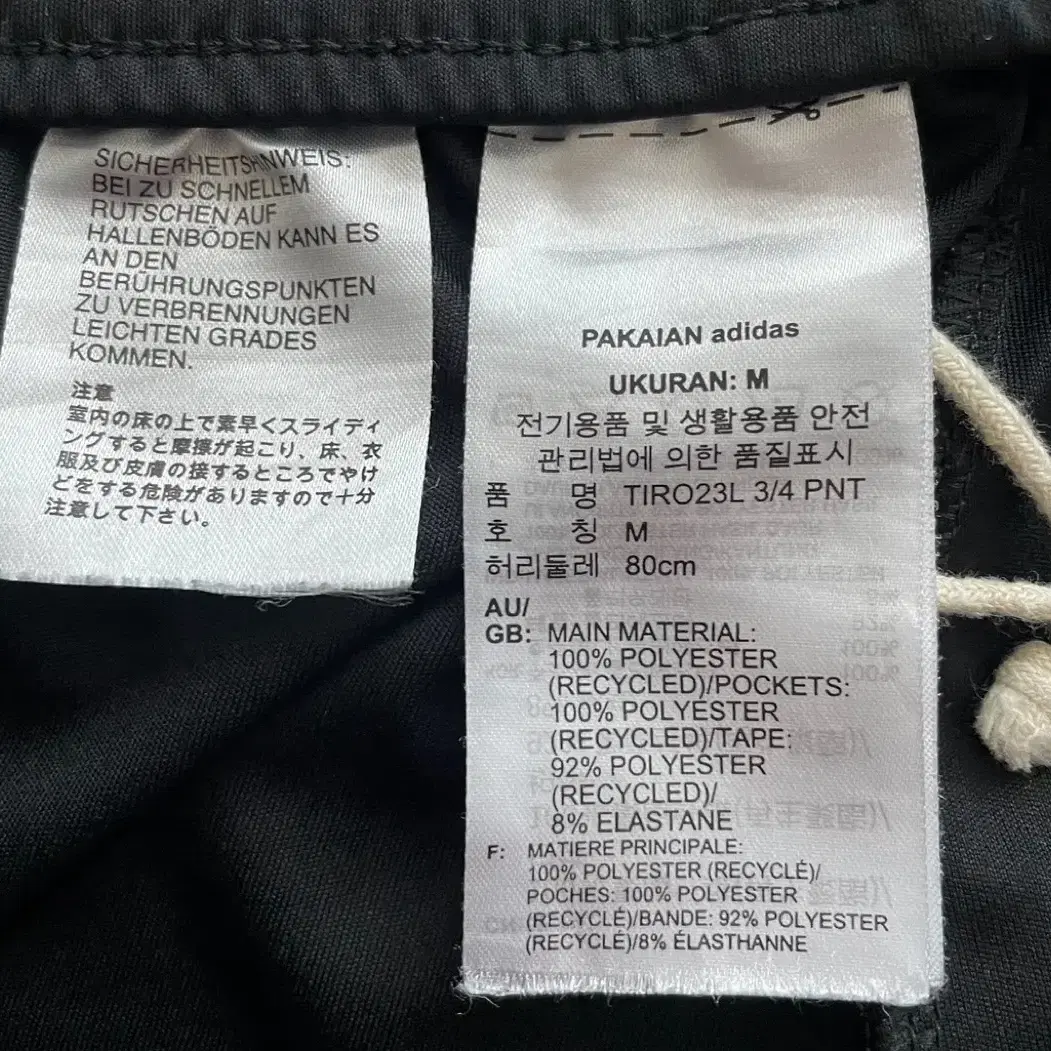 SICHERHEITSHINWEIS:
BEI ZU SCHNELLEM
RUTSCHEN AUF
HALLENBÖDEN KANN ES
AN DEN
BERÜHRUNGSPUNKTEN
ZU VERBRENNUNGEN
LEICHTEN GRADES
KOMMEN.
注意
室内の床の上で素早くスライディ
ングすると摩擦が起こり、床、衣
服及び皮膚の接するところでやけ
どをする危険がありますので十分
注意して下さい。
PAKAIAN adidas
UKURAN: M
전기용품 및 생활용품 안전
관리법에 의한 품질표시
품 명 TIRO23L 3/4 PNT
호 칭 M
허리둘레 80cm
AU/
GB: MAIN MATERIAL:
100% POLYESTER
(RECYCLED)/POCKETS:
100% POLYESTER
(RECYCLED)/TAPE:
92% POLYESTER
(RECYCLED)/
8% ELASTANE
F: MATIERE PRINCIPALE:
100% POLYESTER (RECYCLÉ)/
POCHES: 100% POLYESTER
(RECYCLÉ)/BANDE: 92% POLYESTER
(RECYCLÉ)/8% ÉLASTHANNE